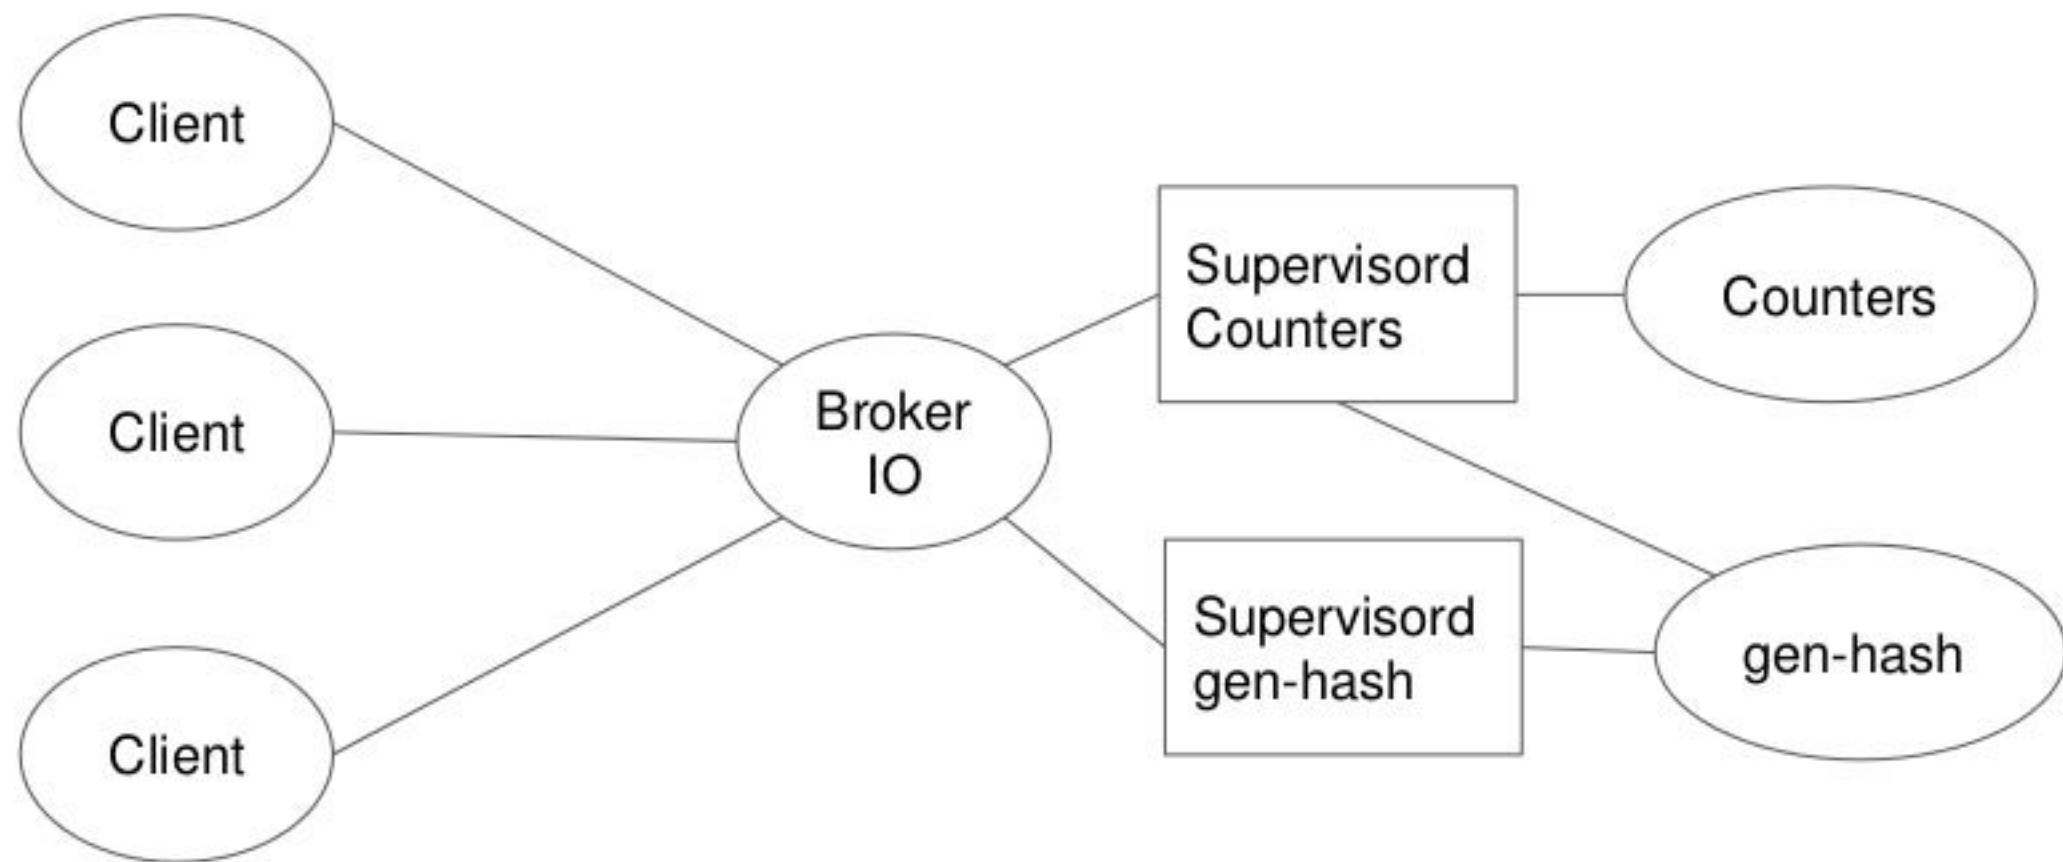 Client
Client
Client
Broker
IO
Supervisord
Counters
Supervisord
gen-hash
Counters
gen-hash